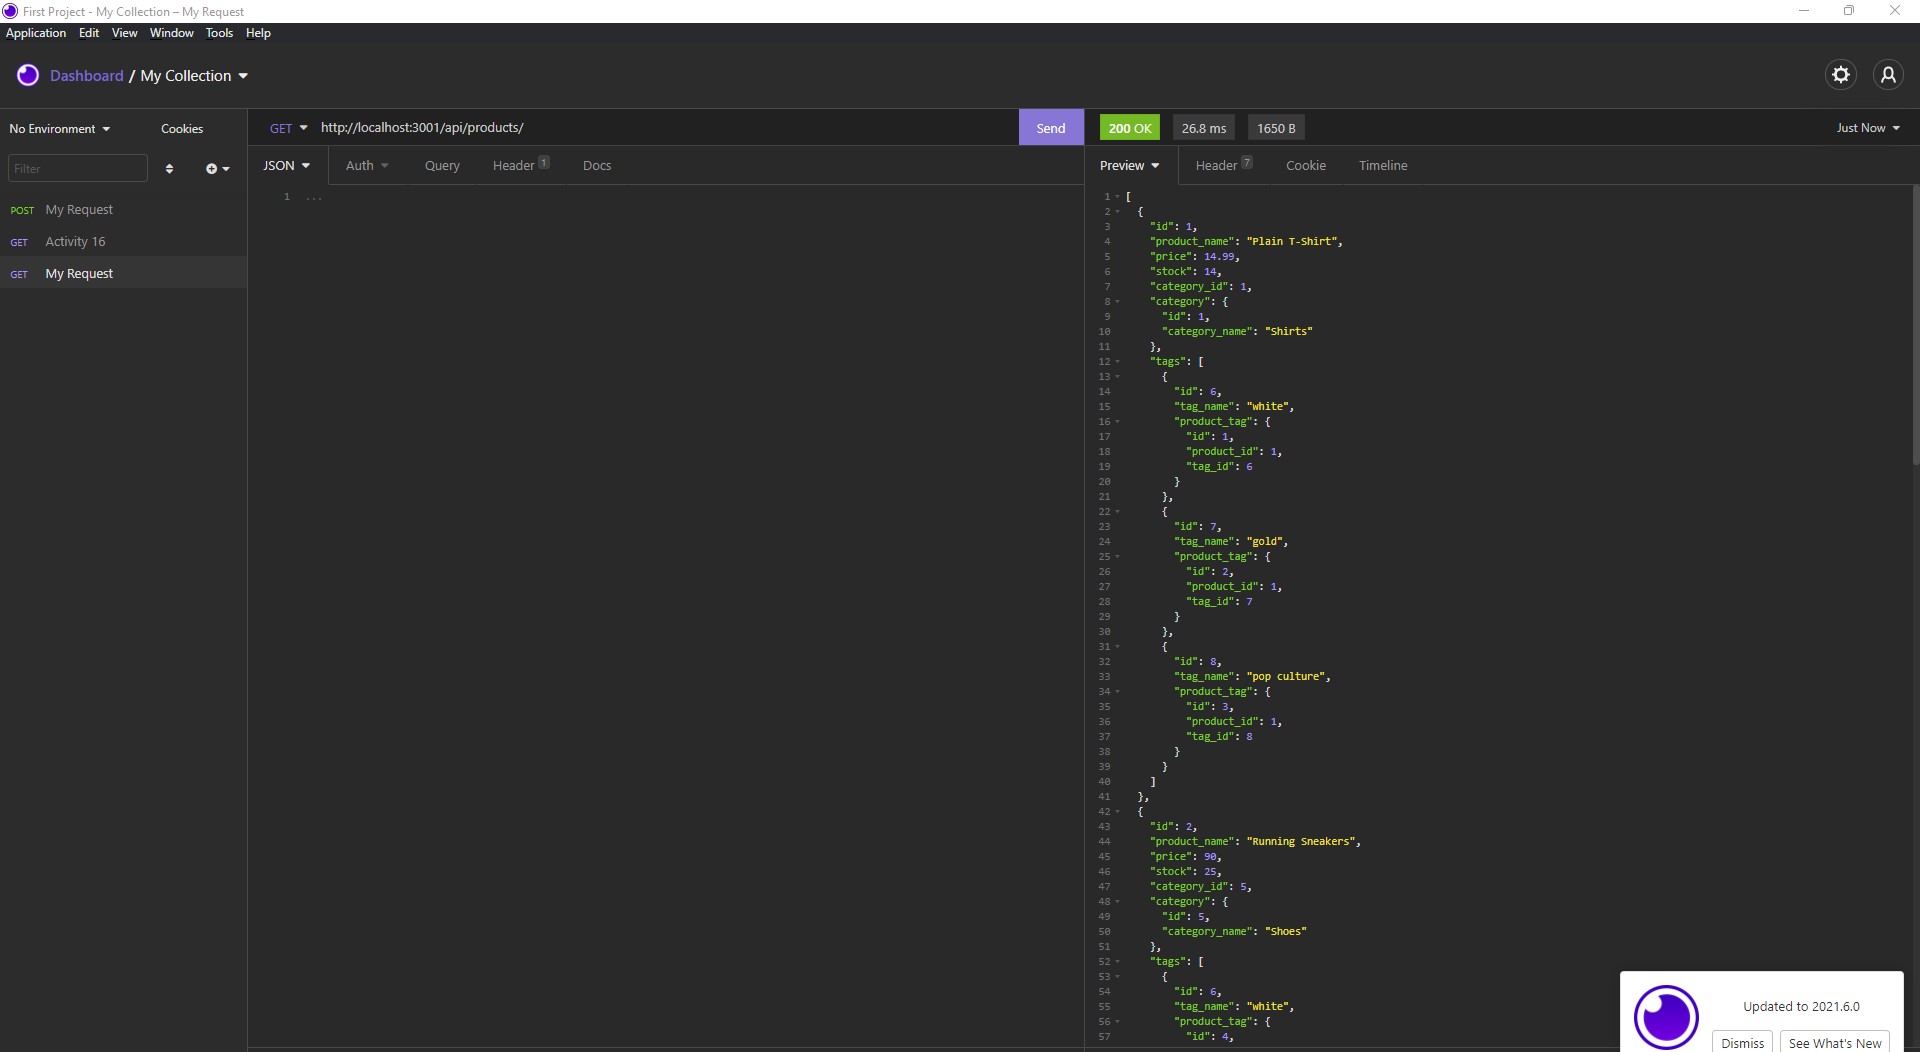 First Project - My Collection – My Request
Application Edit View Window Tools Help
Dashboard / My Collection
No Environment Cookies
GET http://localhost:3001/api/products/ Send
200 OK 26.8 ms 1650 B Just Now
Filter
JSON Auth Query Header 1 Docs
Preview Header 7 Cookie Timeline
POST My Request
GET Activity 16
GET My Request
1 ...
1 [
2 {
3 "id": 1,
4 "product_name": "Plain T-Shirt",
5 "price": 14.99,
6 "stock": 14,
7 "category_id": 1,
8 "category": {
9 "id": 1,
10 "category_name": "Shirts"
11 },
12 "tags": [
13 {
14 "id": 6,
15 "tag_name": "white",
16 "product_tag": {
17 "id": 1,
18 "product_id": 1,
19 "tag_id": 6
20 }
21 },
22 {
23 "id": 7,
24 "tag_name": "gold",
25 "product_tag": {
26 "id": 2,
27 "product_id": 1,
28 "tag_id": 7
29 }
30 },
31 {
32 "id": 8,
33 "tag_name": "pop culture",
34 "product_tag": {
35 "id": 3,
36 "product_id": 1,
37 "tag_id": 8
38 }
39 }
40 ]
41 },
42 {
43 "id": 2,
44 "product_name": "Running Sneakers",
45 "price": 90,
46 "stock": 25,
47 "category_id": 5,
48 "category": {
49 "id": 5,
50 "category_name": "Shoes"
51 },
52 "tags": [
53 {
54 "id": 6,
55 "tag_name": "white",
56 "product_tag": {
57 "id": 4,
Updated to 2021.6.0
Dismiss See What's New